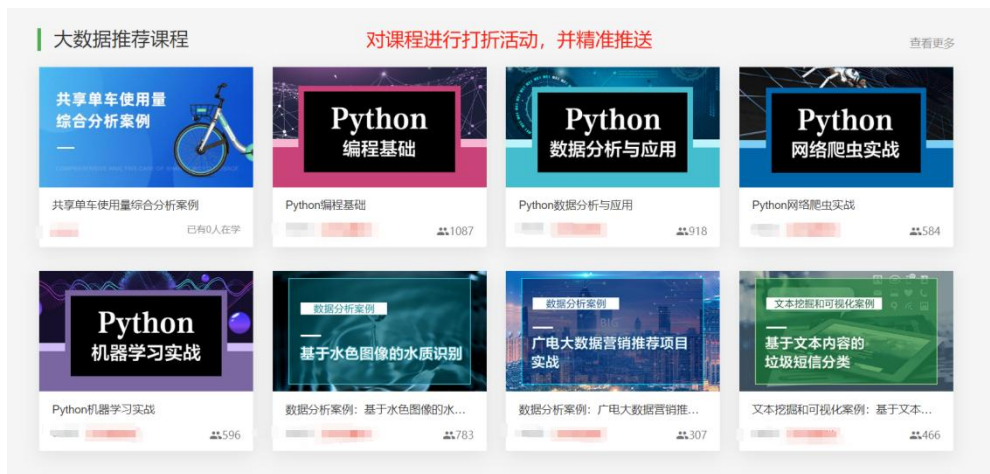 大数据推荐课程
对课程进行打折活动，并精准推送
查看更多
共享单车使用量
综合分析案例
Python
编程基础
Python
数据分析与应用
Python
网络爬虫实战
共享单车使用量综合分析案例
已有0人在学
Python编程基础
1087
Python数据分析与应用
918
Python网络爬虫实战
584
Python
机器学习实战
数据分析案例
基于水色图像的水质识别
数据分析案例
广电大数据营销推荐项目
实战
文本挖掘和可视化案例
基于文本内容的
垃圾短信分类
Python机器学习实战
596
数据分析案例：基于水色图像的水...
783
数据分析案例：广电大数据营销推...
307
文本挖掘和可视化案例：基于文本...
466